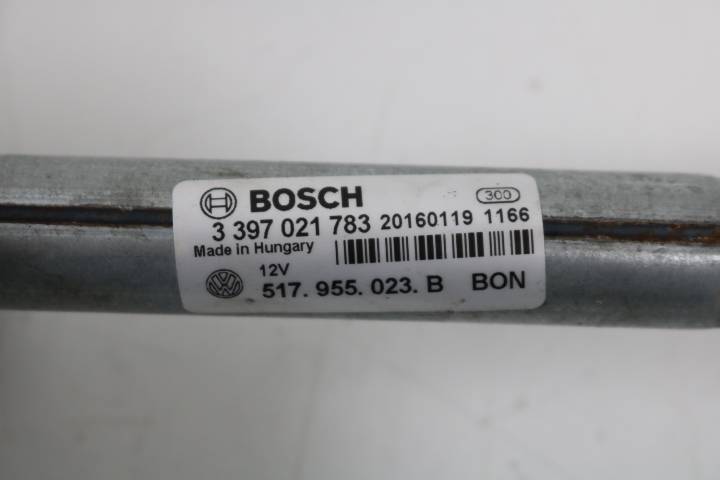 BOSCH 300
3 397 021 783 20160119 1166
Made in Hungary
12V
517. 955. 023. B BON